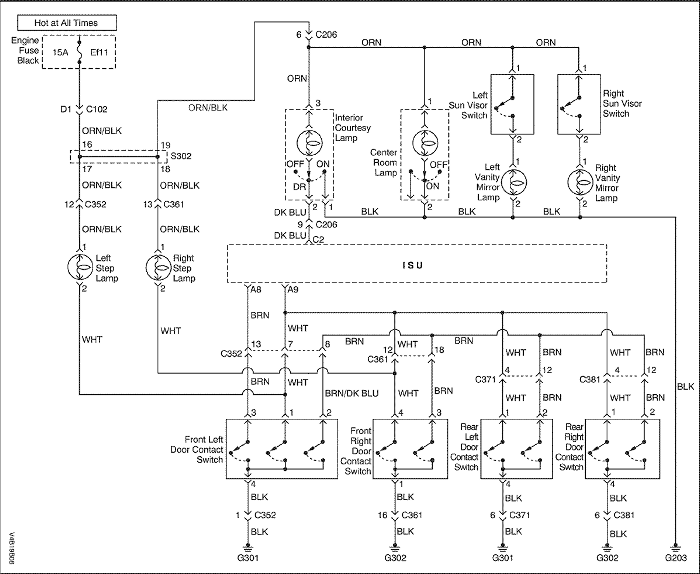 Hot at All Times
Engine
Fuse
Black
15A Ef11
6 C206
ORN ORN
ORN
ORN/BLK
D1 C102
ORN/BLK
16 19
S302
17 18
ORN/BLK ORN/BLK
12 C352 13 C361
ORN/BLK ORN/BLK
1 1
Left
Step
Lamp
Right
Step
Lamp
2 2
WHT WHT
3
Interior
Courtesy
Lamp
OFF ON
DR
2 1
DK BLU
9 C206
DK BLU
C2
1
Center
Room
Lamp
OFF
ON
2
BLK BLK BLK
1 1
Left
Sun Visor
Switch
Right
Sun Visor
Switch
2 2
Left
Vanity
Mirror
Lamp
Right
Vanity
Mirror
Lamp
ISU
A8 A9
BRN
WHT
C352 13 7 8
BRN BRN BRN
BRN WHT BRN/DK BLU
12 18
C361
WHT BRN
WHT BRN WHT BRN
C371 4 12
WHT BRN
C381 4 12
WHT BRN
BLK
3 1 2
Front Left
Door Contact
Switch
4
BLK
1 C352
BLK
G301
4 3
Front
Right
Door
Contact
Switch
1
BLK
16 C361
BLK
G302
1 2
Rear
Left
Door
Contact
Switch
4
BLK
6 C371
BLK
G301
1 2
Rear
Right
Door
Contact
Switch
4
BLK
6 C381
BLK
G302
G203